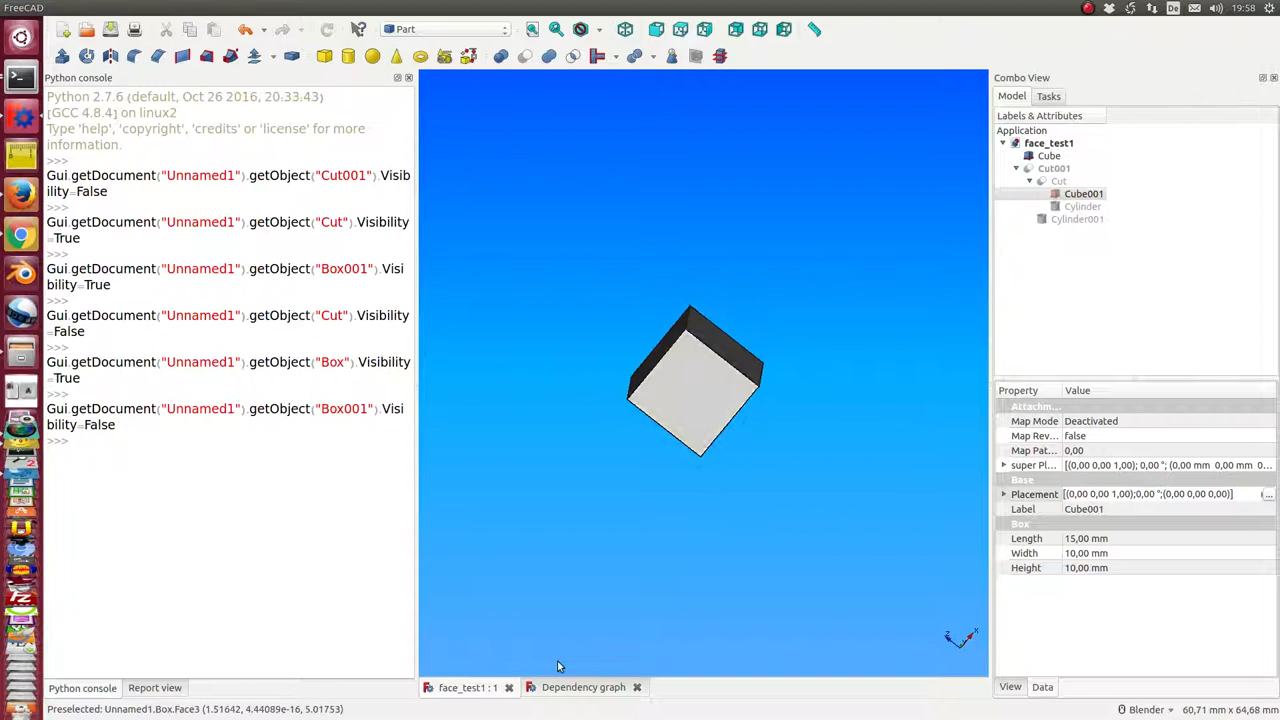 FreeCAD
De
19:58
Part
Python console
Combo View
Python 2.7.6 (default, Oct 26 2016, 20:33:43)
[GCC 4.8.4] on linux2
Type 'help', 'copyright', 'credits' or 'license' for more
information.
>>>
Gui.getDocument("Unnamed1").getObject("Cut001").Visibi
ility=False
>>>
Gui.getDocument("Unnamed1").getObject("Cut").Visibility
=True
>>>
Gui.getDocument("Unnamed1").getObject("Box001").Visi
bility=True
>>>
Gui.getDocument("Unnamed1").getObject("Cut").Visibility
=False
>>>
Gui.getDocument("Unnamed1").getObject("Box").Visibility
=True
>>>
Gui.getDocument("Unnamed1").getObject("Box001").Visi
bility=False
>>>
Model Tasks
Labels & Attributes
Application
face_test1
Cube
Cut001
Cut
Cube001
Cylinder
Cylinder001
Property Value
Attachm...
Map Mode Deactivated
Map Rev... false
Map Pat... 0,00
super Pl... [(0,00 0,00 1,00); 0,00 °; (0,00 mm 0,00 mm 0...
Base
Placement [(0,00 0,00 1,00);0,00 °;(0,00 0,00 0,00)] ...
Label Cube001
Box
Length 15,00 mm
Width 10,00 mm
Height 10,00 mm
Z X
Python console Report view
face_test1 : 1 Dependency graph
View Data
Preselected: Unnamed1.Box.Face3 (1.51642, 4.44089e-16, 5.01753)
Blender 60,71 mm x 64,68 mm